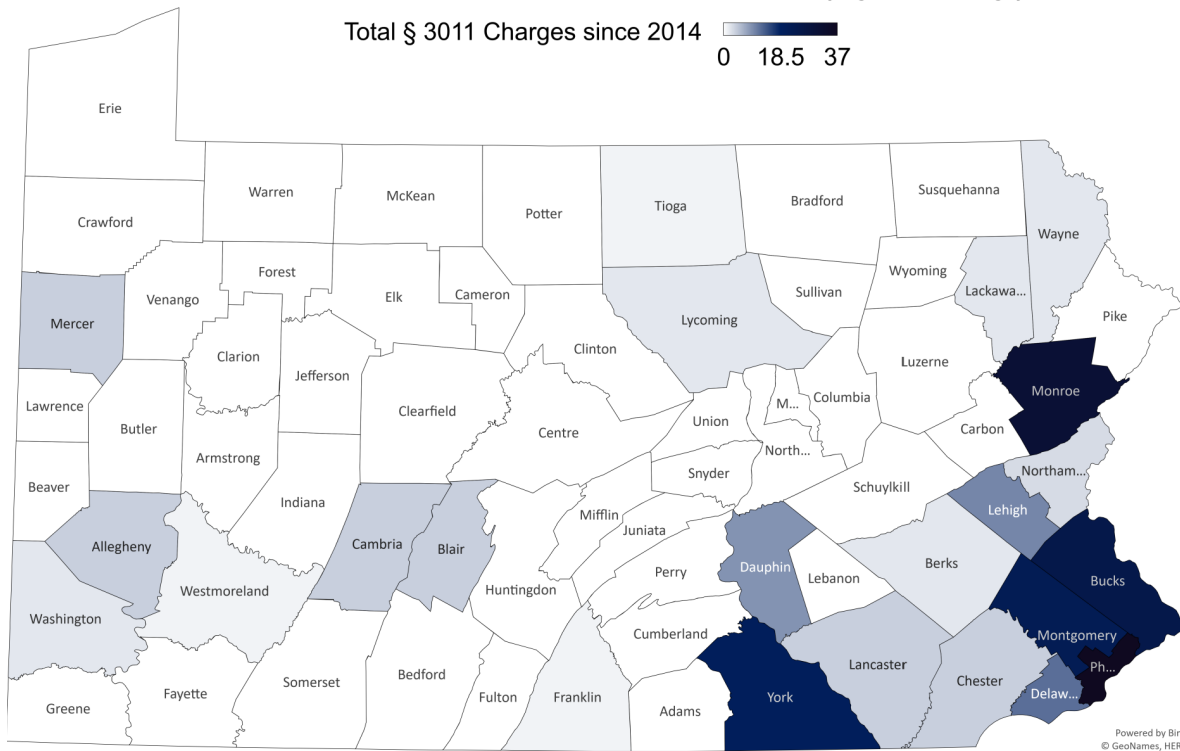 Total § 3011 Charges since 2014
0 18.5 37
Erie
Warren
McKean
Potter
Tioga
Bradford
Susquehanna
Wayne
Crawford
Forest
Elk
Cameron
Wyoming
Lackawa...
Sullivan
Pike
Mercer
Venango
Lycoming
Clarion
Jefferson
Clinton
Luzerne
Monroe
Lawrence
Butler
Clearfield
Centre
Union
M...
Columbia
Carbon
Armstrong
North...
Snyder
Northam...
Beaver
Indiana
Mifflin
Schuylkill
Lehigh
Allegheny
Cambria
Blair
Juniata
Dauphin
Berks
Bucks
Westmoreland
Huntingdon
Perry
Lebanon
Washington
Cumberland
Montgomery
Lancaster
Ph...
Somerset
Bedford
Chester
Fayette
Fulton
Franklin
York
Delaw...
Greene
Adams
Powered by Bin
© GeoNames, HER